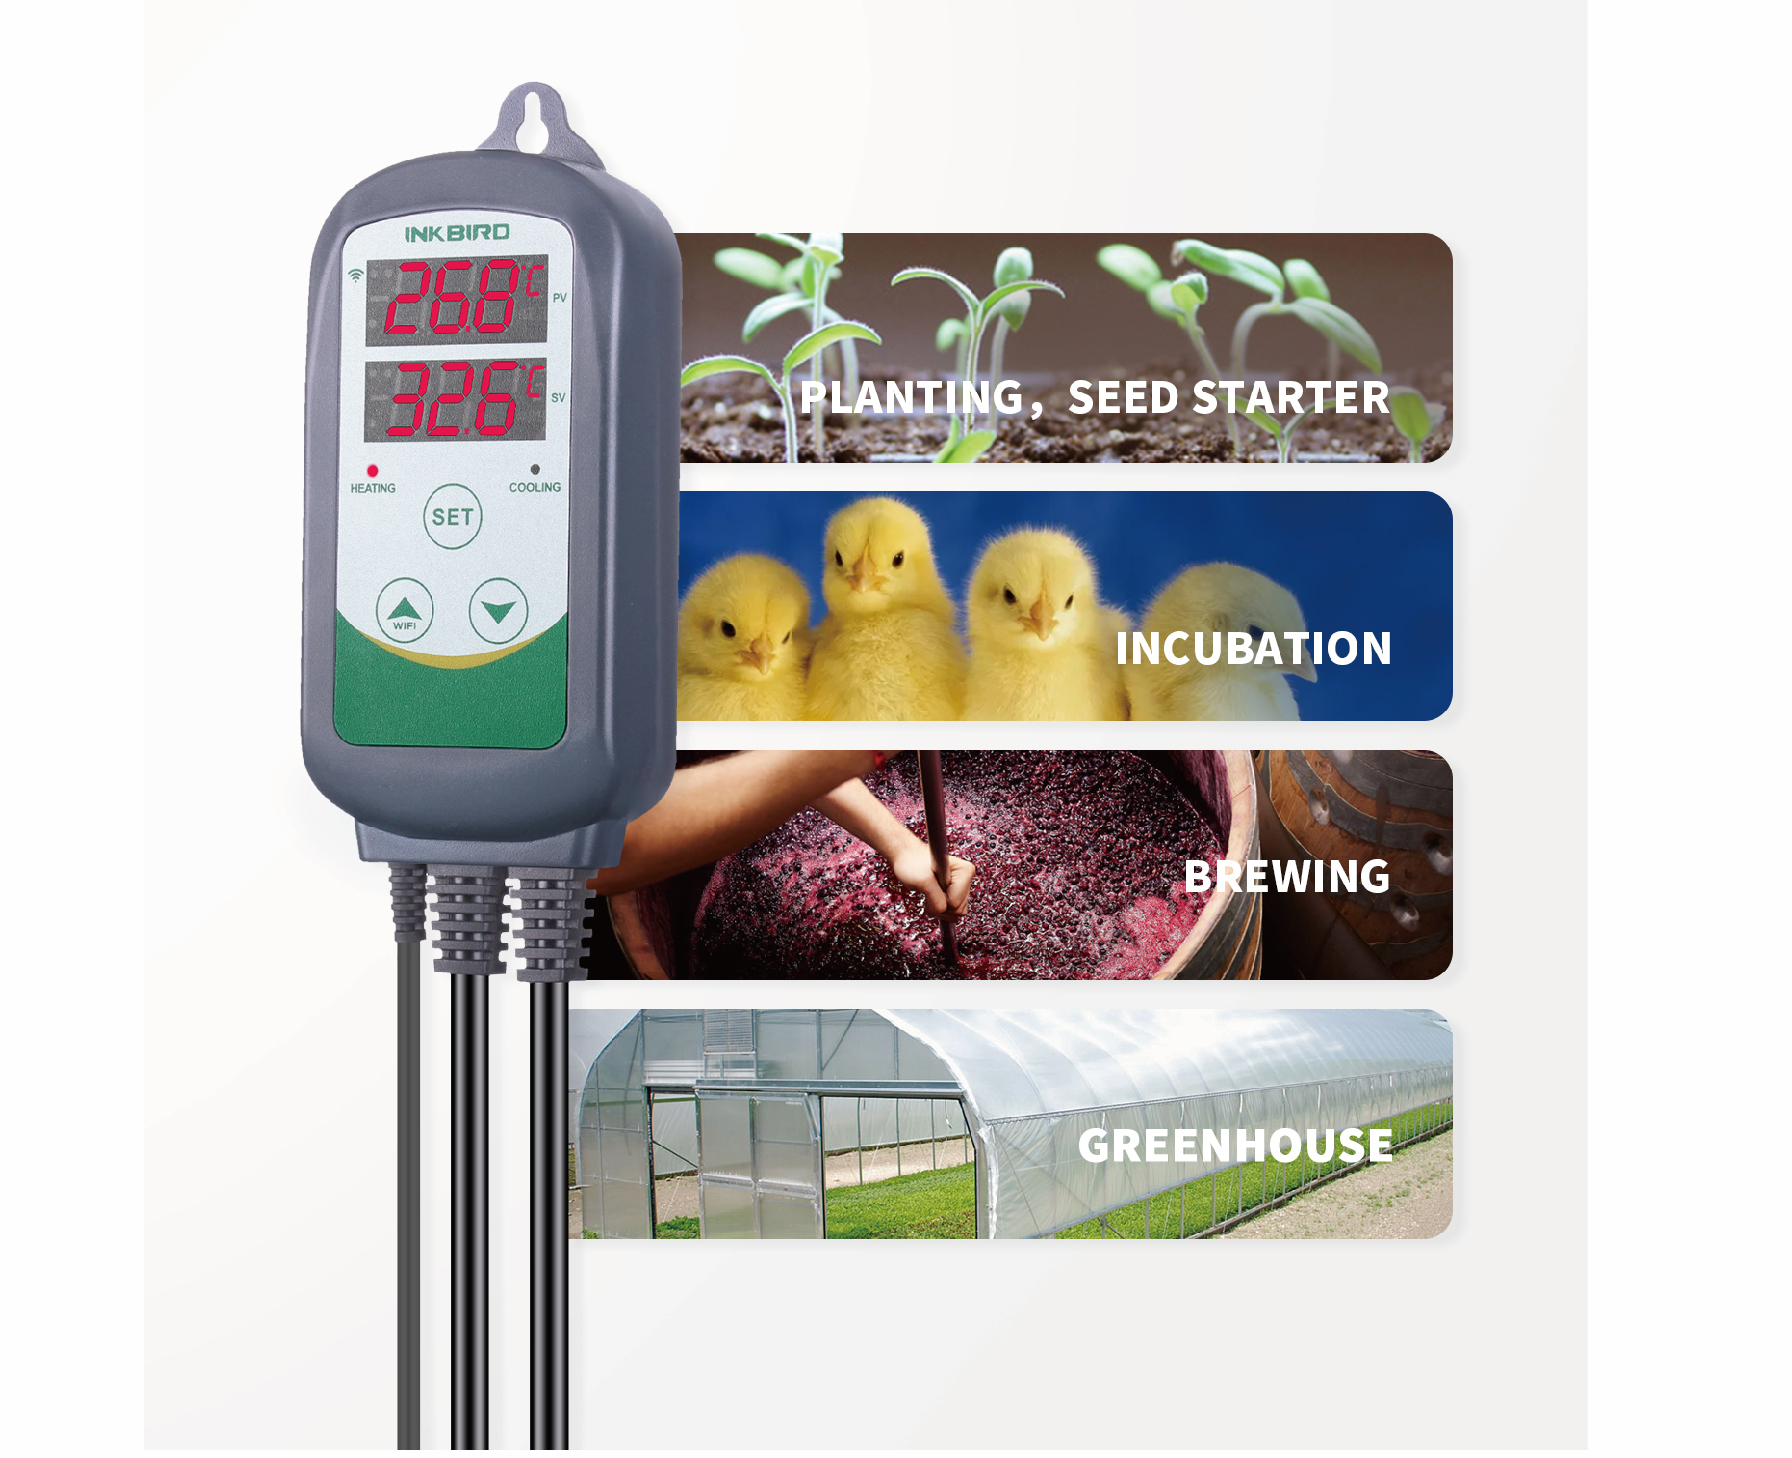 INKBIRD
26.8°C
PV
32.6°C
SV
HEATING
COOLING
SET
WIFI
PLANTING, SEED STARTER
INCUBATION
BREWING
GREENHOUSE